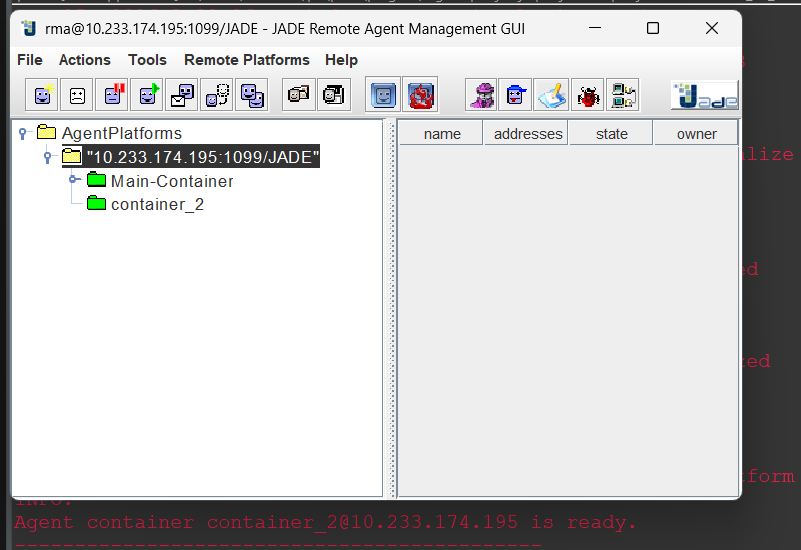 rma@10.233.174.195:1099/JADE - JADE Remote Agent Management GUI
File Actions Tools Remote Platforms Help
Jade
name addresses state owner
AgentPlatforms
"10.233.174.195:1099/JADE"
Main-Container
container_2
alize
ed
zed
tform
INFO:
Agent container container_2@10.233.174.195 is ready.
--------------------------------------------